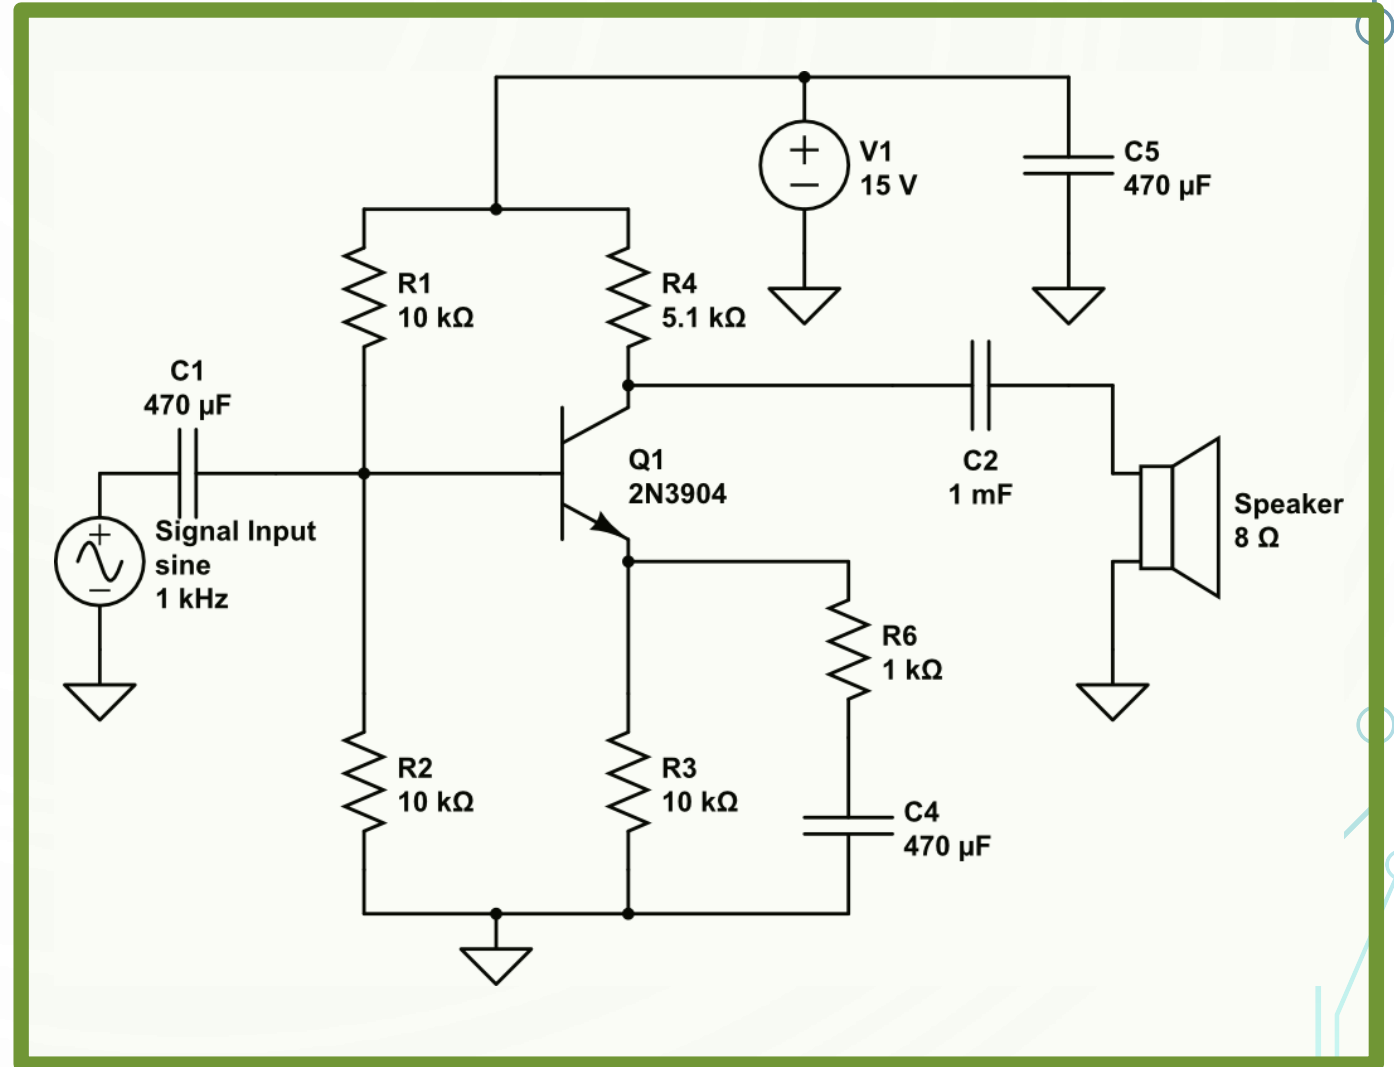 V1
15 V
C5
470 µF
R1
10 kΩ
R4
5.1 kΩ
C1
470 µF
Q1
2N3904
C2
1 mF
Signal Input
sine
1 kHz
Speaker
8 Ω
R6
1 kΩ
R2
10 kΩ
R3
10 kΩ
C4
470 µF